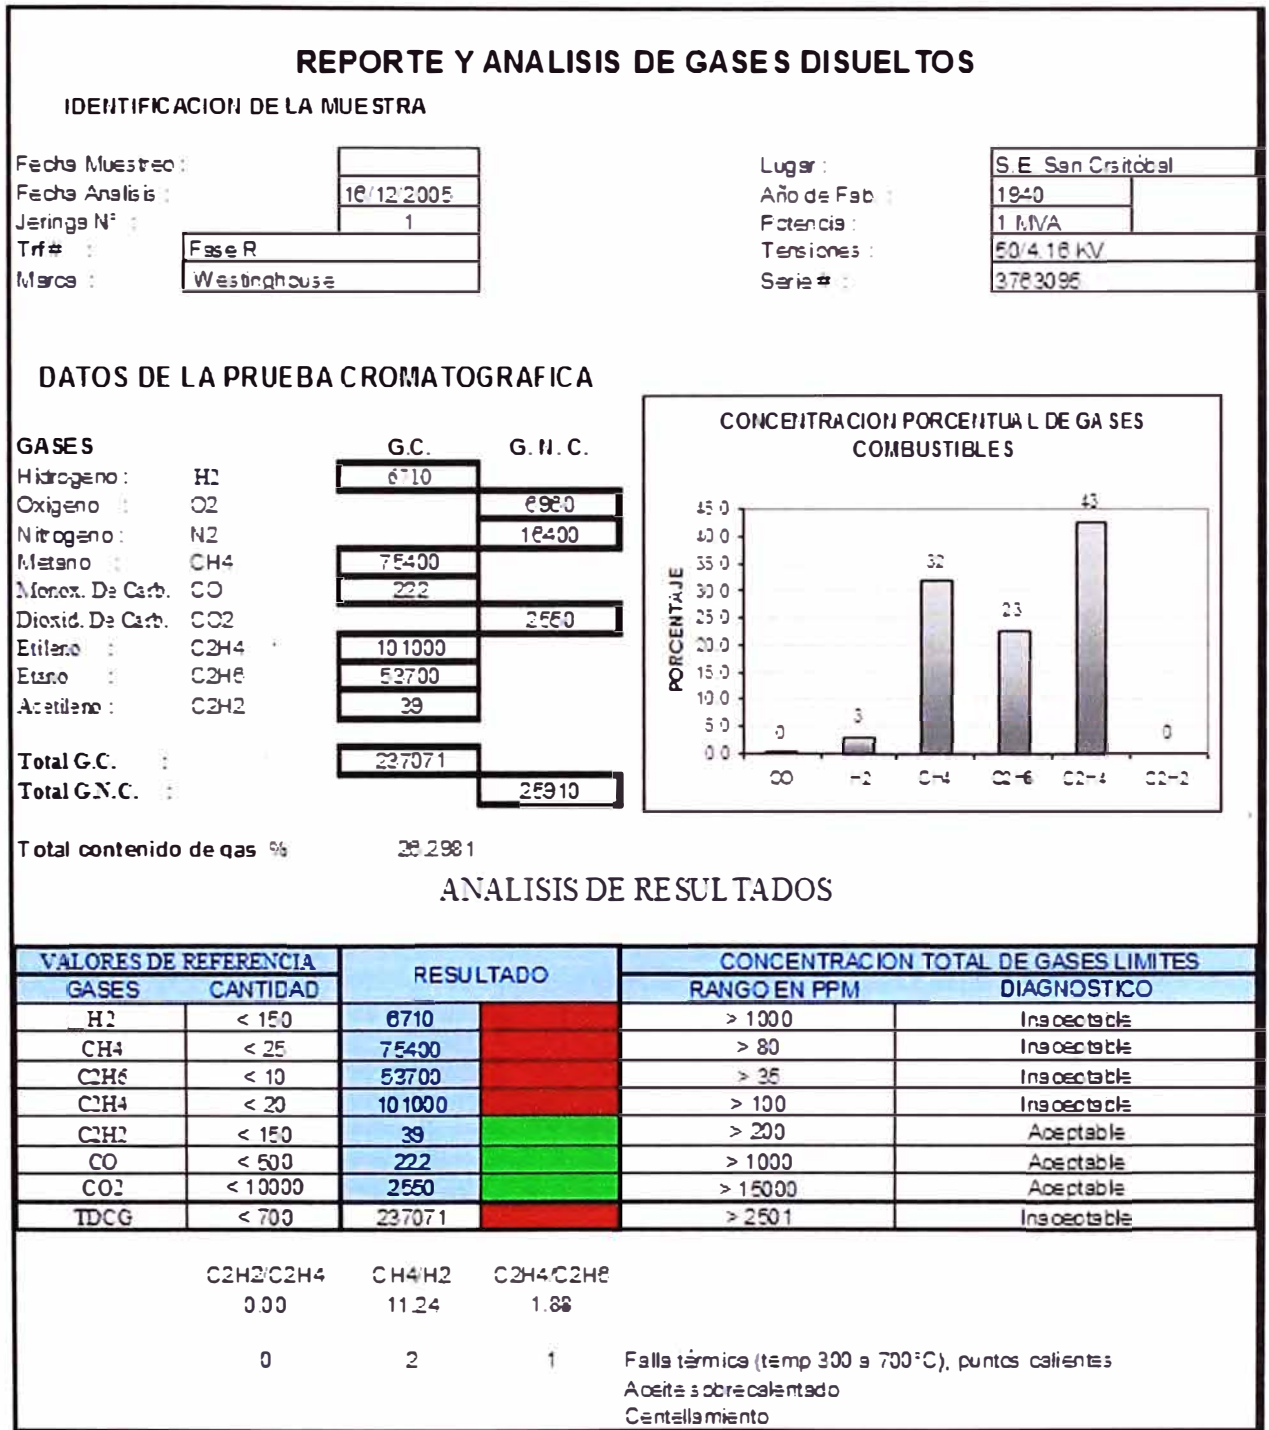 REPORTE Y ANALISIS DE GASES DISUELTOS
IDENTIFICACION DE LA MUESTRA
Fecha Muestreo :
Fecha Analisis : 16/12/2005
Jeringa N° : 1
Trf # : Fase R
Marca : Westinghouse
Lugar : S.E. San Crsitobal
Año de Fab : 1940
Potencia : 1 MVA
Tensiones : 50/4.16 KV
Serie # : 3763095
DATOS DE LA PRUEBA CROMATOGRAFICA
GASES G.C. G.N.C.
Hidrogeno : H2 6710
Oxigeno : O2 6960
Nitrogeno : N2 16400
Metano : CH4 75400
Monox. De Carb. CO 222
Dioxid. De Carb. CO2 2550
Etileno : C2H4 101000
Etano : C2H6 53700
Acetileno : C2H2 39
Total G.C. : 237071
Total G.N.C. : 25910
Total contenido de gas % 26.2981
CONCENTRACION PORCENTUAL DE GASES
COMBUSTIBLES
PORCENTAJE
45.0
40.0
35.0
30.0
25.0
20.0
15.0
10.0
5.0
0.0
0 3 32 23 43 0
CO H2 CH4 C2H6 C2H4 C2H2
ANALISIS DE RESULTADOS
VALORES DE REFERENCIA RESULTADO CONCENTRACION TOTAL DE GASES LIMITES
GASES CANTIDAD RANGO EN PPM DIAGNOSTICO
H2 < 150 6710 > 1000 Inaceptable
CH4 < 25 75400 > 80 Inaceptable
C2H6 < 10 53700 > 35 Inaceptable
C2H4 < 20 101000 > 100 Inaceptable
C2H2 < 150 39 > 200 Aceptable
CO < 500 222 > 1000 Aceptable
CO2 < 10000 2550 > 15000 Aceptable
TDCG < 700 237071 > 2501 Inaceptable
C2H2/C2H4 CH4/H2 C2H4/C2H6
0.00 11.24 1.88
0 2 1 Falla térmica (temp 300 a 700°C), puntos calientes
Aceite sobrecalentado
Centellamiento